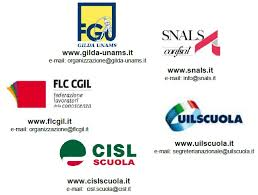 FGU
GILDA UNAMS
www.gilda-unams.it
e-mail: organizzazione@gilda-unams.it
SNALS
confsal
www.snals.it
e-mail: info@snals.it
FLC CGIL
federazione
lavoratori
della conoscenza
www.flcgil.it
e-mail: organizzazione@flcgil.it
UILSCUOLA
www.uilscuola.it
e-mail: segreterianazionale@uilscuola.it
CISL
SCUOLA
www.cislscuola.it
e-mail: cisl.scuola@cisl.it